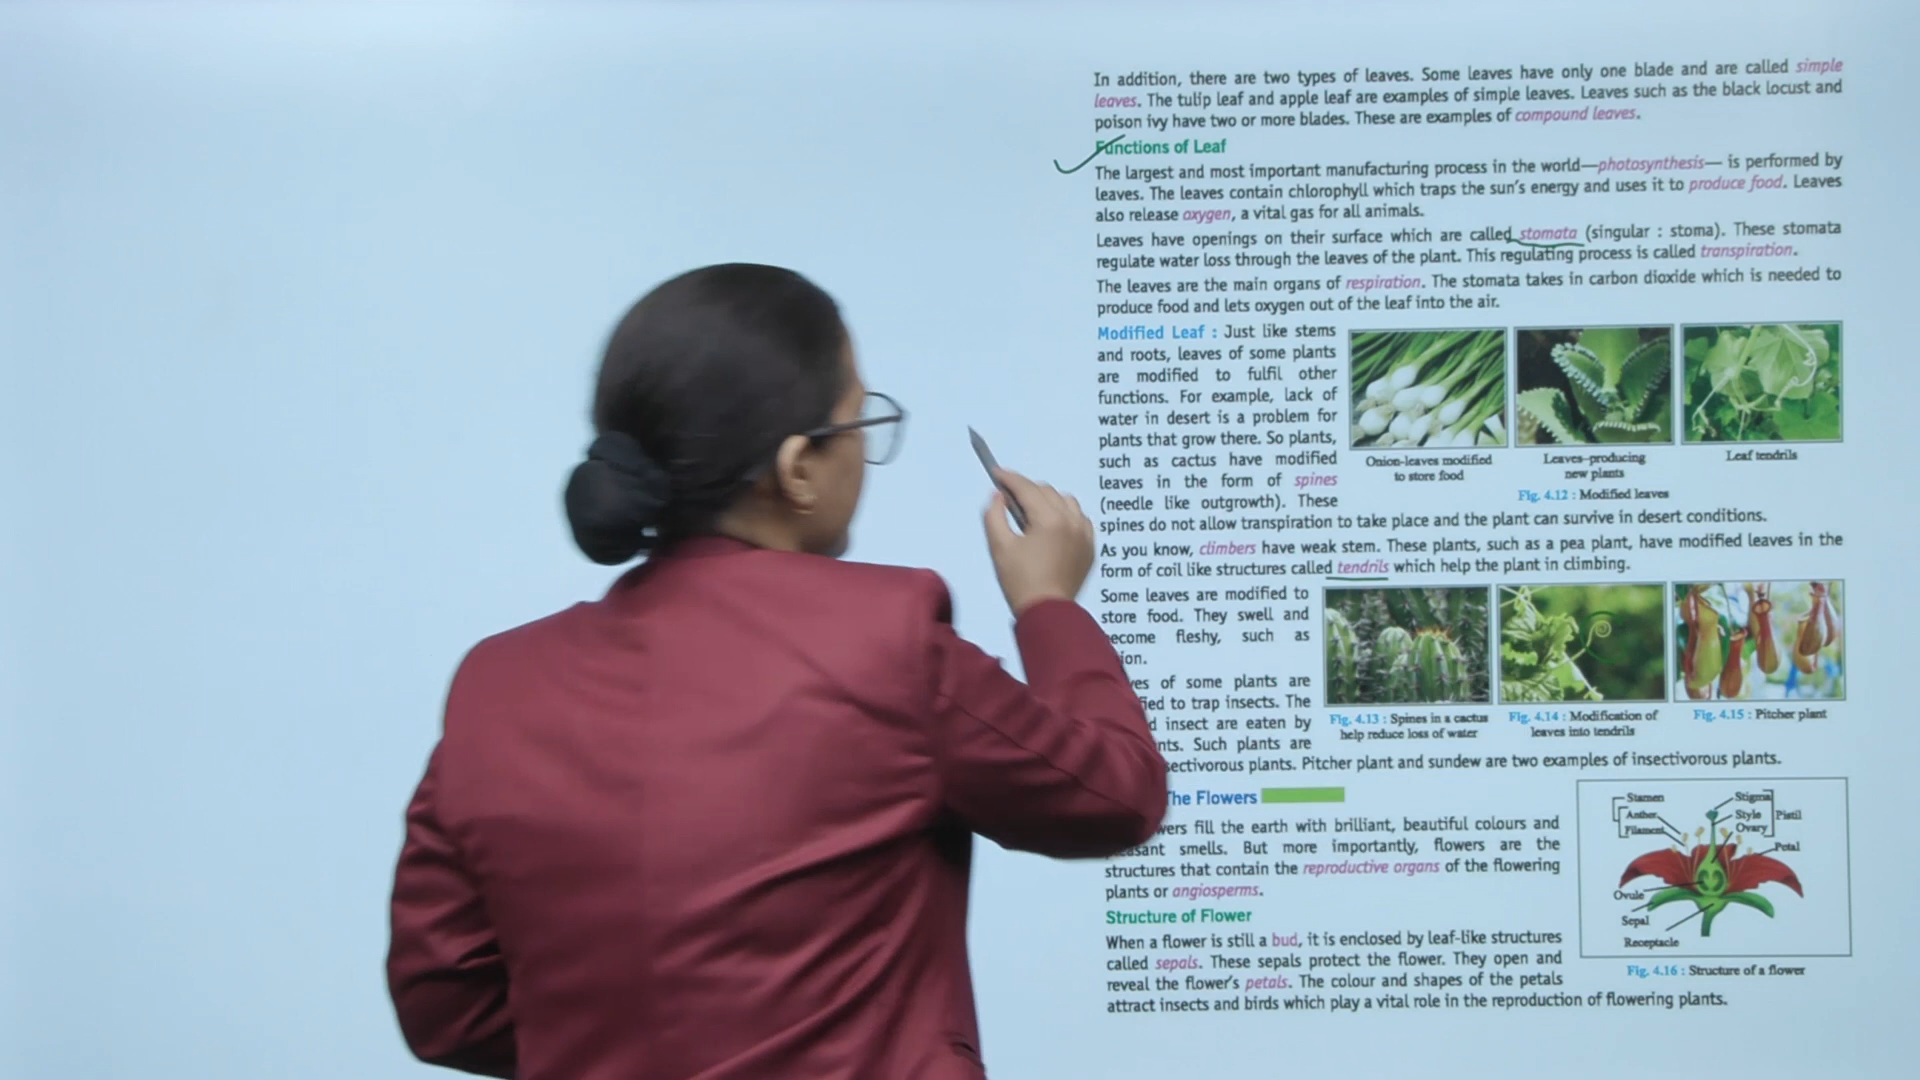 In addition, there are two types of leaves. Some leaves have only one blade and are called simple
leaves. The tulip leaf and apple leaf are examples of simple leaves. Leaves such as the black locust and
poison ivy have two or more blades. These are examples of compound leaves.
Functions of Leaf
The largest and most important manufacturing process in the world—photosynthesis— is performed by
leaves. The leaves contain chlorophyll which traps the sun's energy and uses it to produce food. Leaves
also release oxygen, a vital gas for all animals.
Leaves have openings on their surface which are called stomata (singular : stoma). These stomata
regulate water loss through the leaves of the plant. This regulating process is called transpiration.
The leaves are the main organs of respiration. The stomata takes in carbon dioxide which is needed to
produce food and lets oxygen out of the leaf into the air.
Modified Leaf : Just like stems
and roots, leaves of some plants
are modified to fulfil other
functions. For example, lack of
water in desert is a problem for
plants that grow there. So plants,
such as cactus have modified
leaves in the form of spines
(needle like outgrowth). These
spines do not allow transpiration to take place and the plant can survive in desert conditions.
Onion-leaves modified
to store food
Leaves-producing
new plants
Leaf tendrils
Fig. 4.12 : Modified leaves
As you know, climbers have weak stem. These plants, such as a pea plant, have modified leaves in the
form of coil like structures called tendrils which help the plant in climbing.
Some leaves are modified to
store food. They swell and
fleshy, such as
of some plants are
to trap insects. The
insect are eaten by
Such plants are
plants. Pitcher plant and sundew are two examples of insectivorous plants.
Fig. 4.13 : Spines in a cactus
help reduce loss of water
Fig. 4.14 : Modification of
leaves into tendrils
Fig. 4.15 : Pitcher plant
The Flowers
fill the earth with brilliant, beautiful colours and
smells. But more importantly, flowers are the
structures that contain the reproductive organs of the flowering
plants or angiosperms.
Structure of Flower
When a flower is still a bud, it is enclosed by leaf-like structures
called sepals. These sepals protect the flower. They open and
reveal the flower's petals. The colour and shapes of the petals
attract insects and birds which play a vital role in the reproduction of flowering plants.
Stamen
Anther
Filament
Stigma
Style
Ovary
Pistil
Petal
Ovule
Sepal
Receptacle
Fig. 4.16 : Structure of a flower